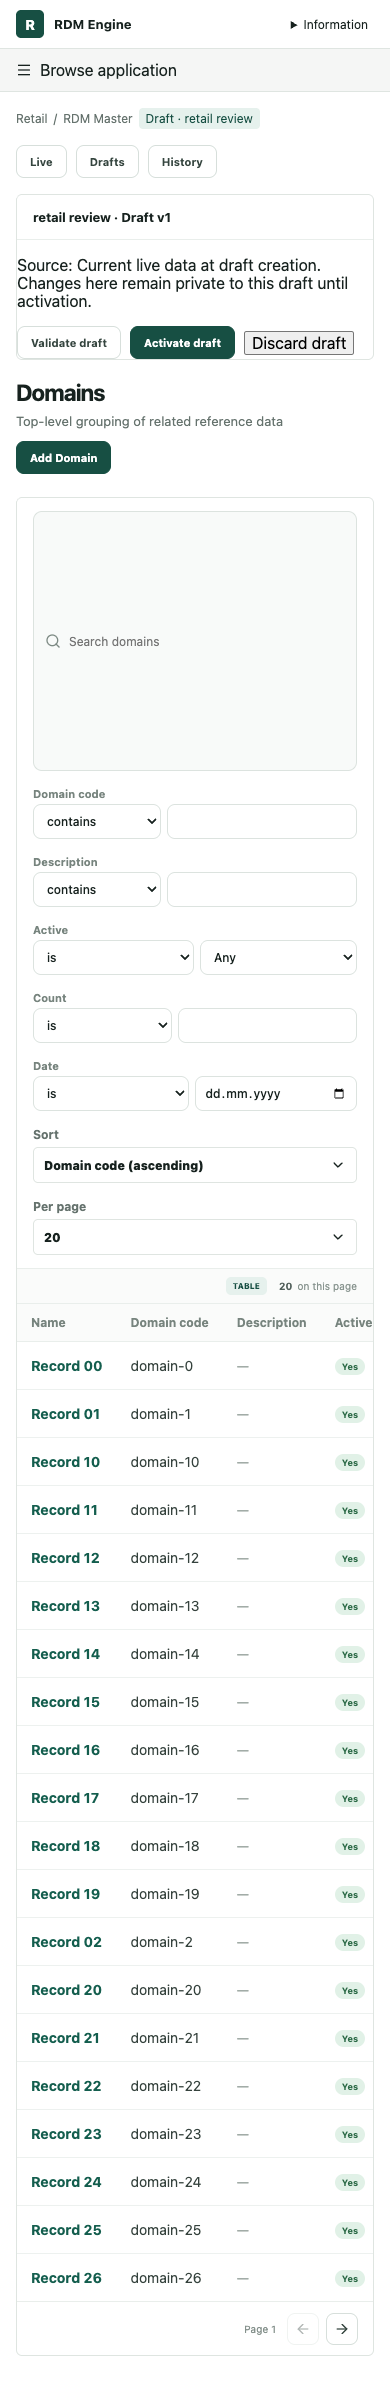 R RDM Engine ▶ Information
☰ Browse application
Retail / RDM Master Draft · retail review
Live Drafts History
retail review · Draft v1
Source: Current live data at draft creation.
Changes here remain private to this draft until
activation.
Validate draft Activate draft Discard draft
Domains
Top-level grouping of related reference data
Add Domain
Search domains
Domain code
contains
Description
contains
Active
is Any
Count
is
Date
is dd.mm.yyyy
Sort
Domain code (ascending)
Per page
20
TABLE 20 on this page
Name Domain code Description Active
Record 00 domain-0 — Yes
Record 01 domain-1 — Yes
Record 10 domain-10 — Yes
Record 11 domain-11 — Yes
Record 12 domain-12 — Yes
Record 13 domain-13 — Yes
Record 14 domain-14 — Yes
Record 15 domain-15 — Yes
Record 16 domain-16 — Yes
Record 17 domain-17 — Yes
Record 18 domain-18 — Yes
Record 19 domain-19 — Yes
Record 02 domain-2 — Yes
Record 20 domain-20 — Yes
Record 21 domain-21 — Yes
Record 22 domain-22 — Yes
Record 23 domain-23 — Yes
Record 24 domain-24 — Yes
Record 25 domain-25 — Yes
Record 26 domain-26 — Yes
Page 1 ← →